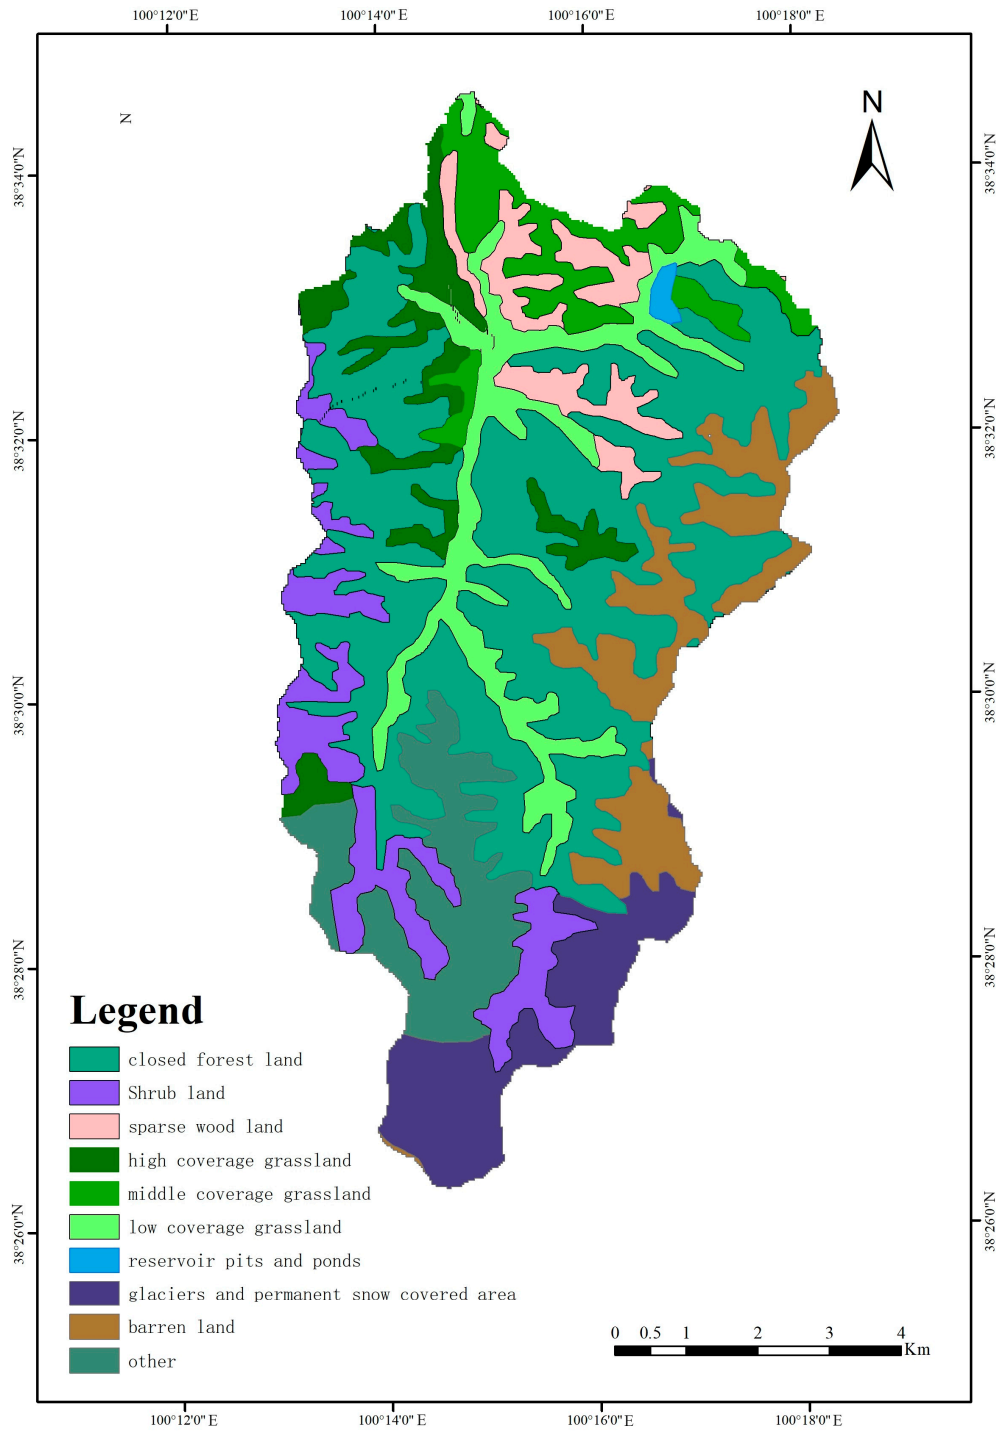 100°12'0"E 100°14'0"E 100°16'0"E 100°18'0"E
N
N
38°34'0"N 38°34'0"N
38°32'0"N 38°32'0"N
38°30'0"N 38°30'0"N
38°28'0"N 38°28'0"N
Legend
closed forest land
Shrub land
sparse wood land
high coverage grassland
middle coverage grassland
low coverage grassland
38°26'0"N 38°26'0"N
reservoir pits and ponds
glaciers and permanent snow covered area
barren land
other
0 0.5 1 2 3 4
Km
100°12'0"E 100°14'0"E 100°16'0"E 100°18'0"E